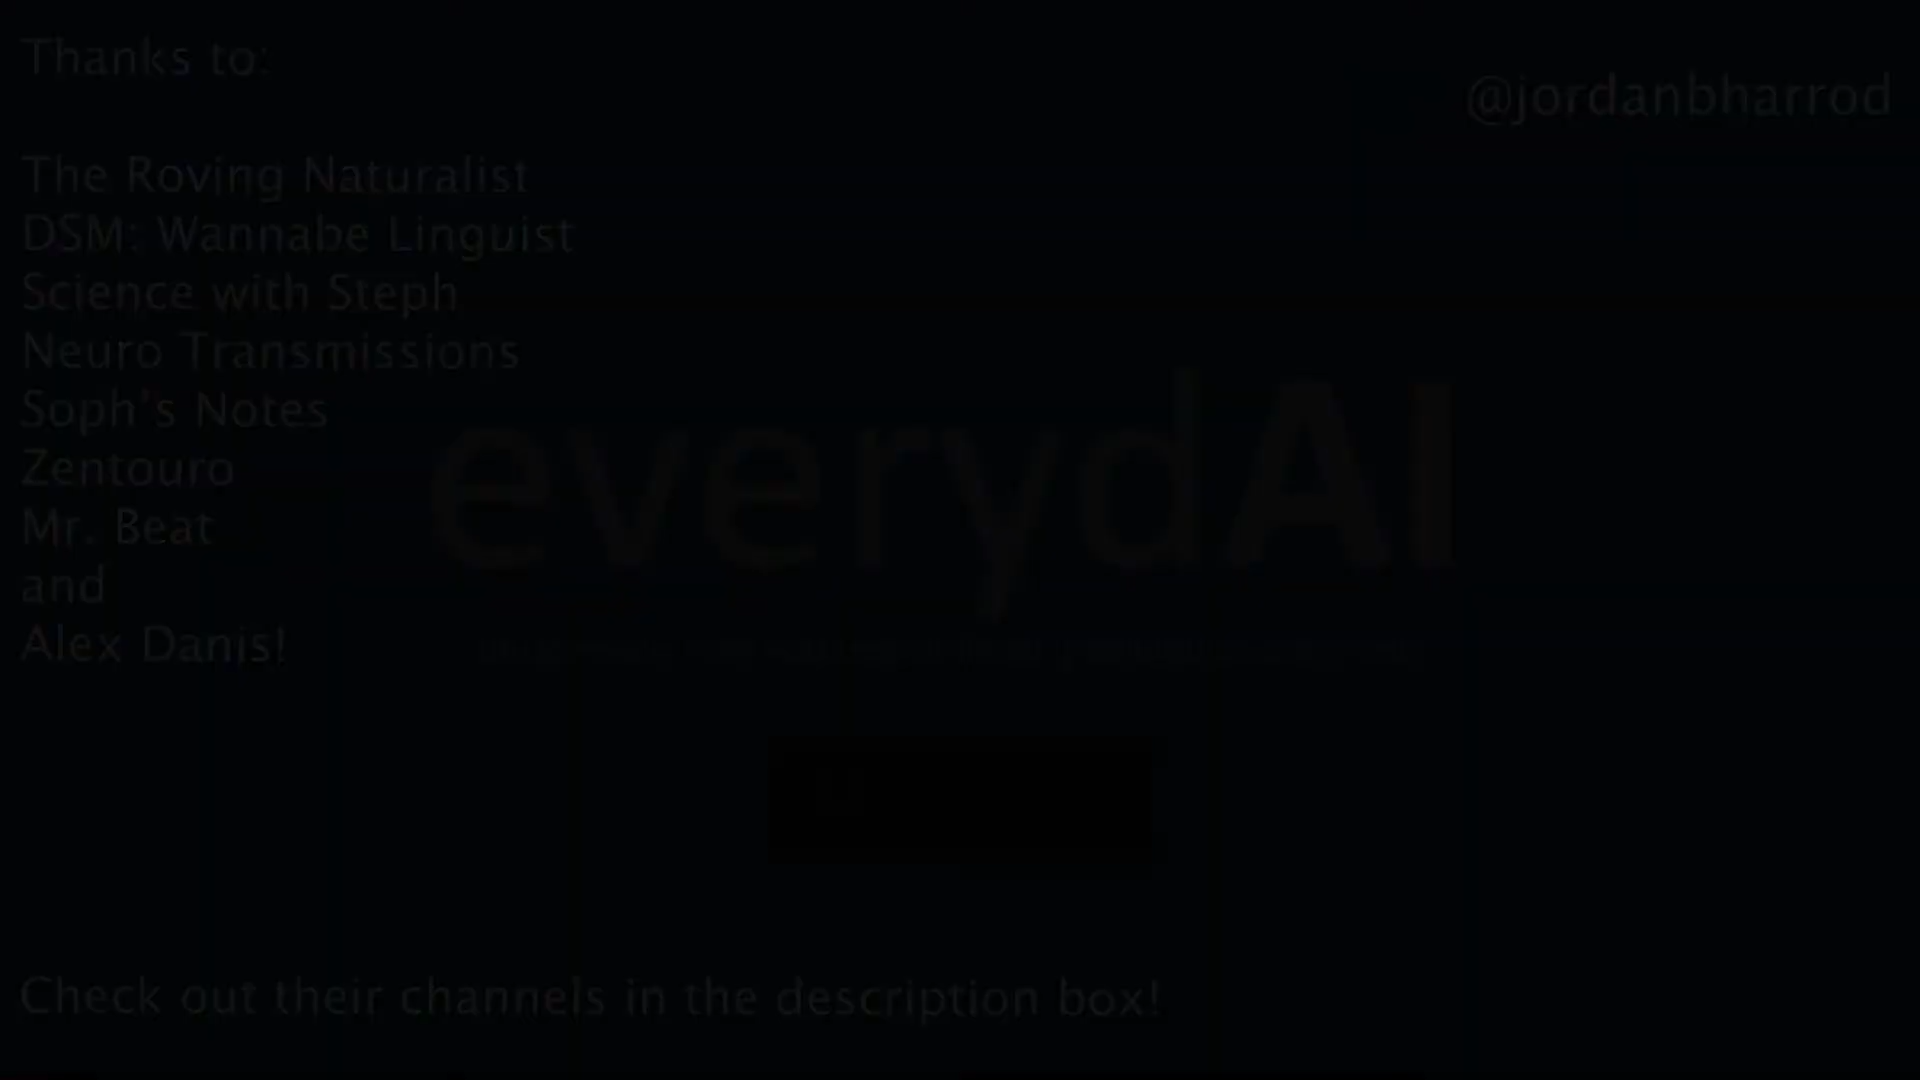 Thanks to:
@jordanbharrod
The Roving Naturalist
DSM: Wannabe Linguist
Science with Steph
Neuro Transmissions
Soph's Notes
Zentouro
Mr. Beat
and
Alex Danis!
everydAI
Check out their channels in the description box!